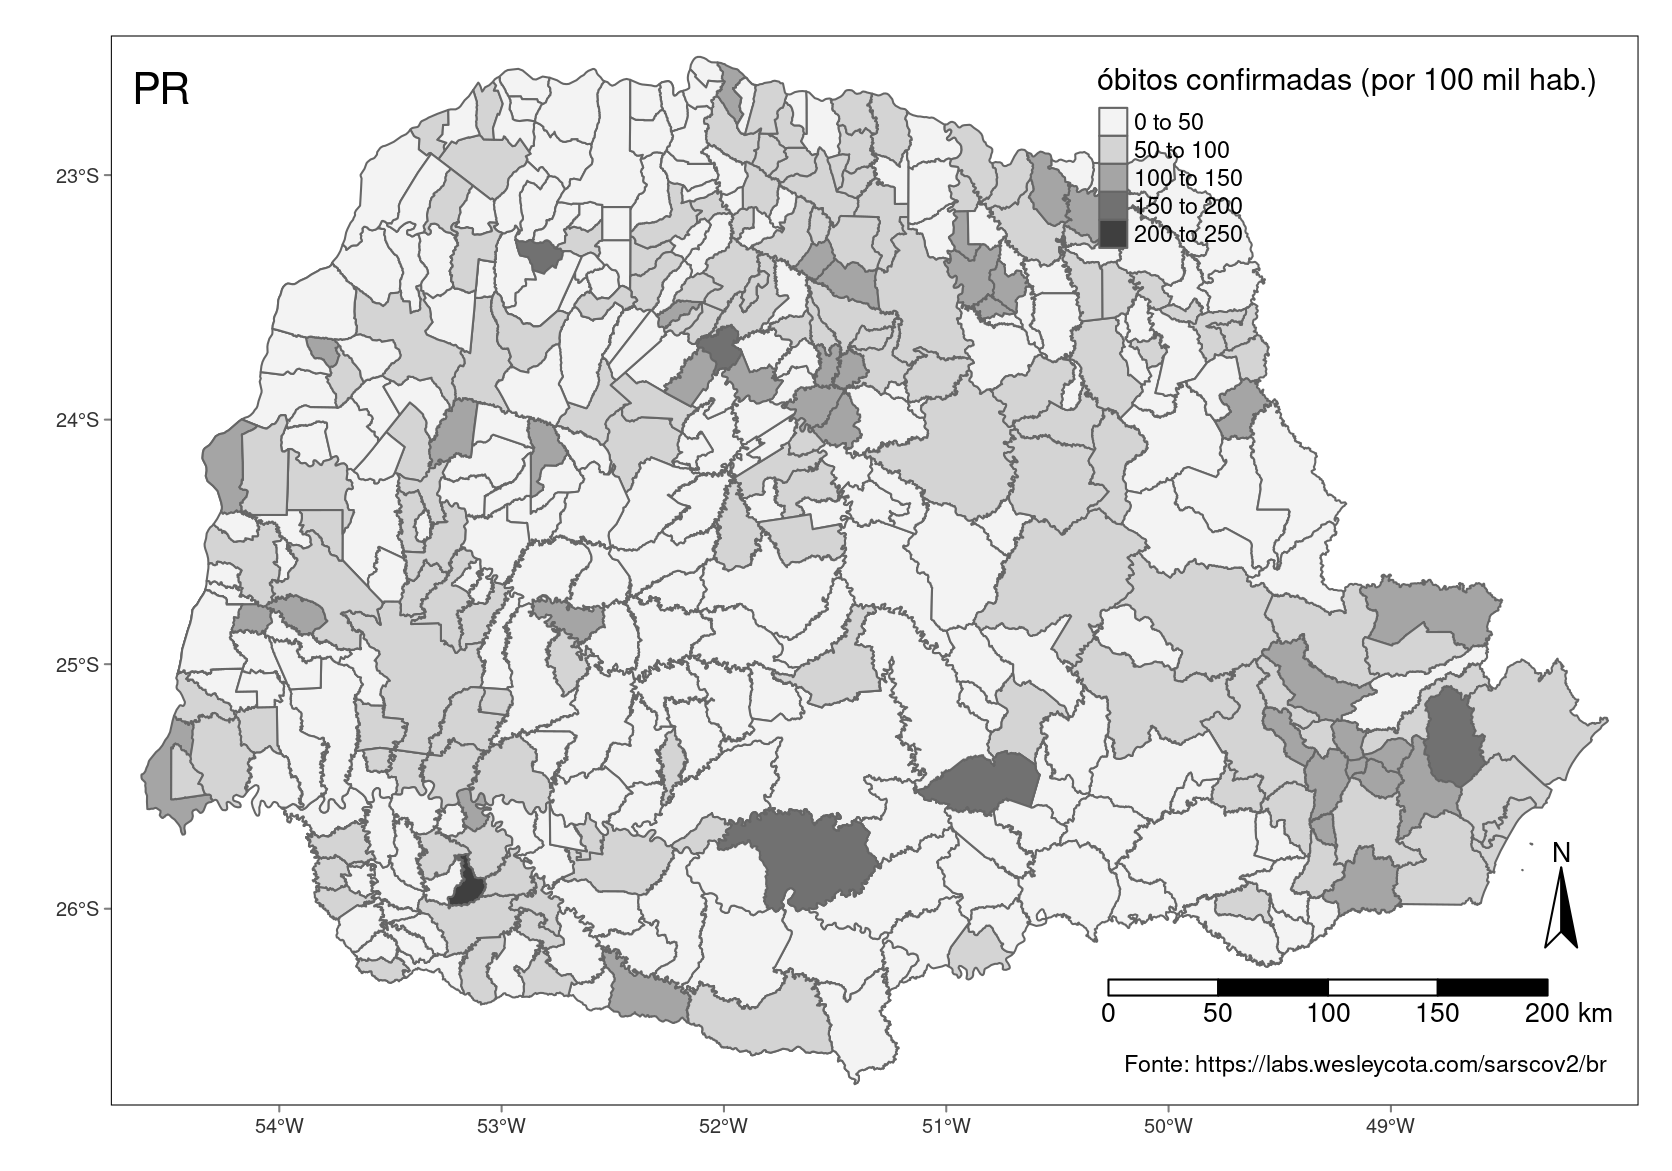 PR
óbitos confirmadas (por 100 mil hab.)
0 to 50
50 to 100
100 to 150
150 to 200
200 to 250
23°S
24°S
25°S
26°S
N
0 50 100 150 200 km
Fonte: https://labs.wesleycota.com/sarscov2/br
54°W 53°W 52°W 51°W 50°W 49°W